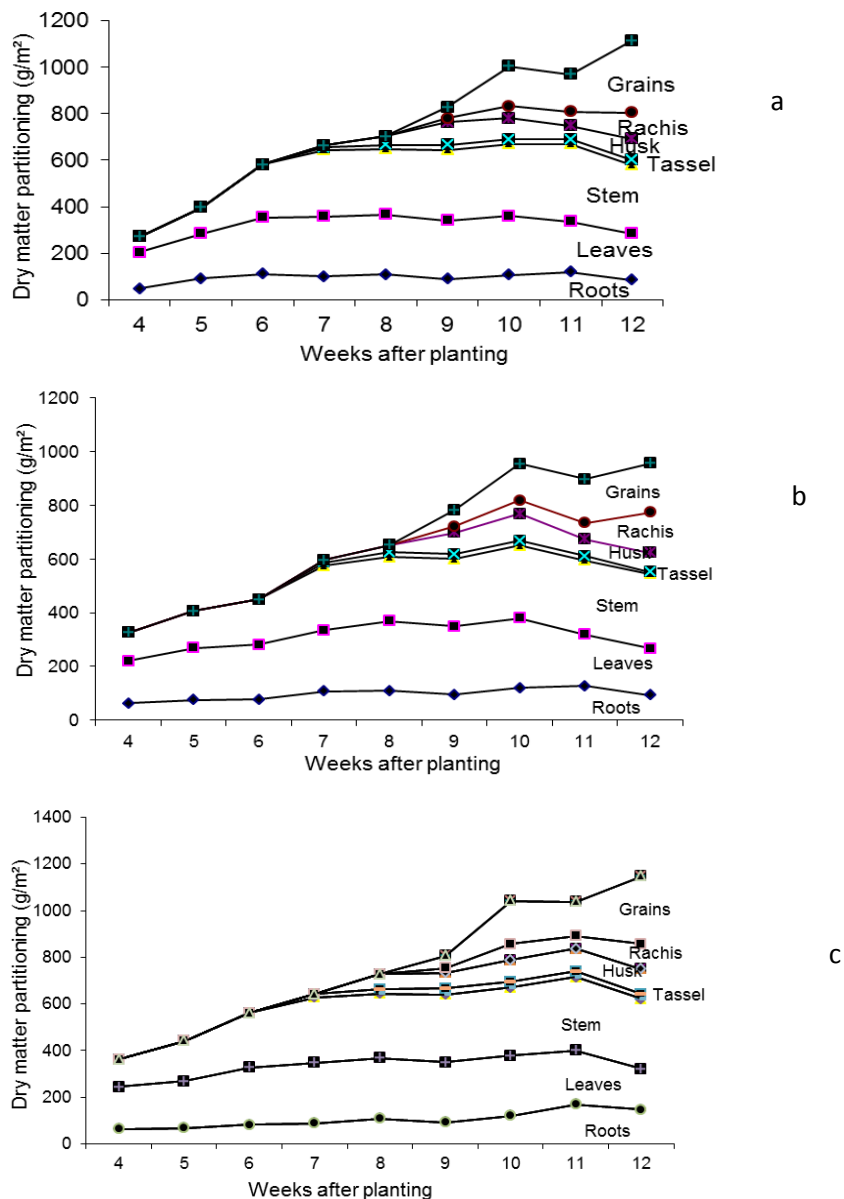 Dry matter partitioning (g/m²)
1200
1000
800
600
400
200
0
Grains
Rachis
Husk
Tassel
Stem
Leaves
Roots
4 5 6 7 8 9 10 11 12
Weeks after planting
a
Dry matter partitioning (g/m²)
1200
1000
800
600
400
200
0
Grains
Rachis
Husk
Tassel
Stem
Leaves
Roots
4 5 6 7 8 9 10 11 12
Weeks after planting
b
Dry matter partitioning (g/m²)
1400
1200
1000
800
600
400
200
0
Grains
Rachis
Husk
Tassel
Stem
Leaves
Roots
4 5 6 7 8 9 10 11 12
Weeks after planting
c